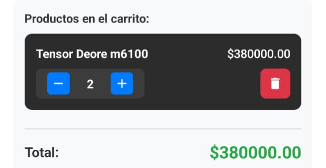 Productos en el carrito:
Tensor Deore m6100 $380000.00
− 2 +
Total: $380000.00